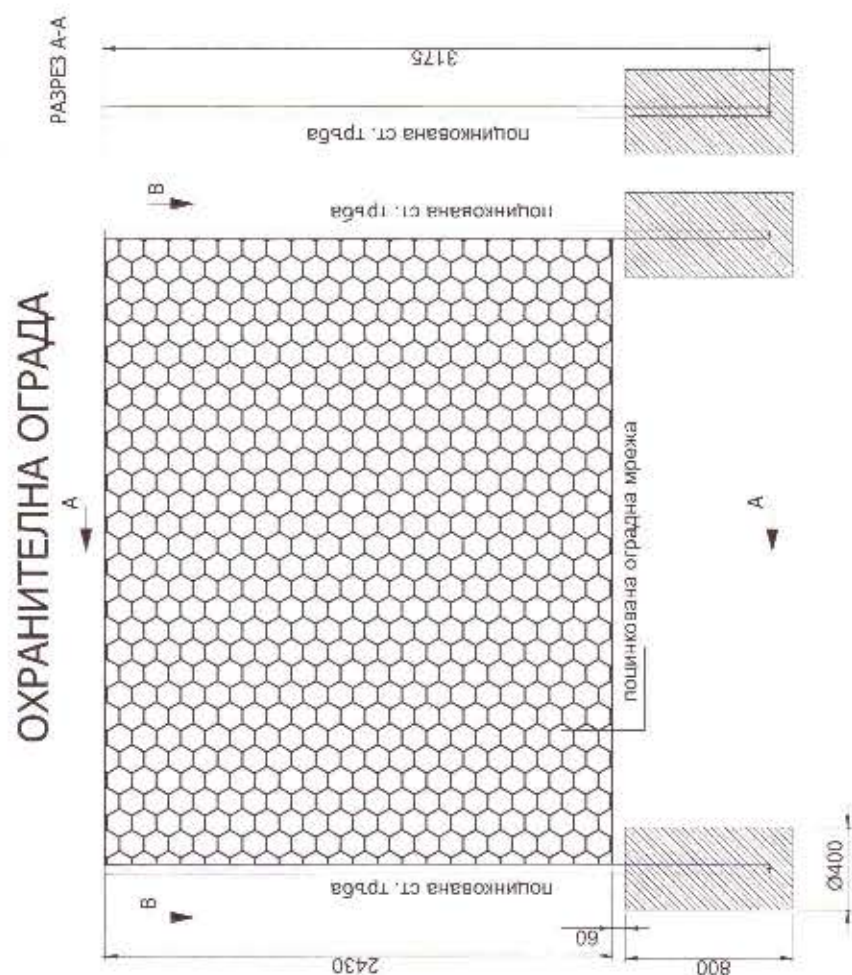 ОХРАНИТЕЛНА ОГРАДА
РАЗРЕЗ А-А
А
В
В
А
поцинкована ст. тръба
поцинкована ст. тръба
поцинкована ст. тръба
поцинкована оградна мрежа
3175
2430
60
800
Ø400